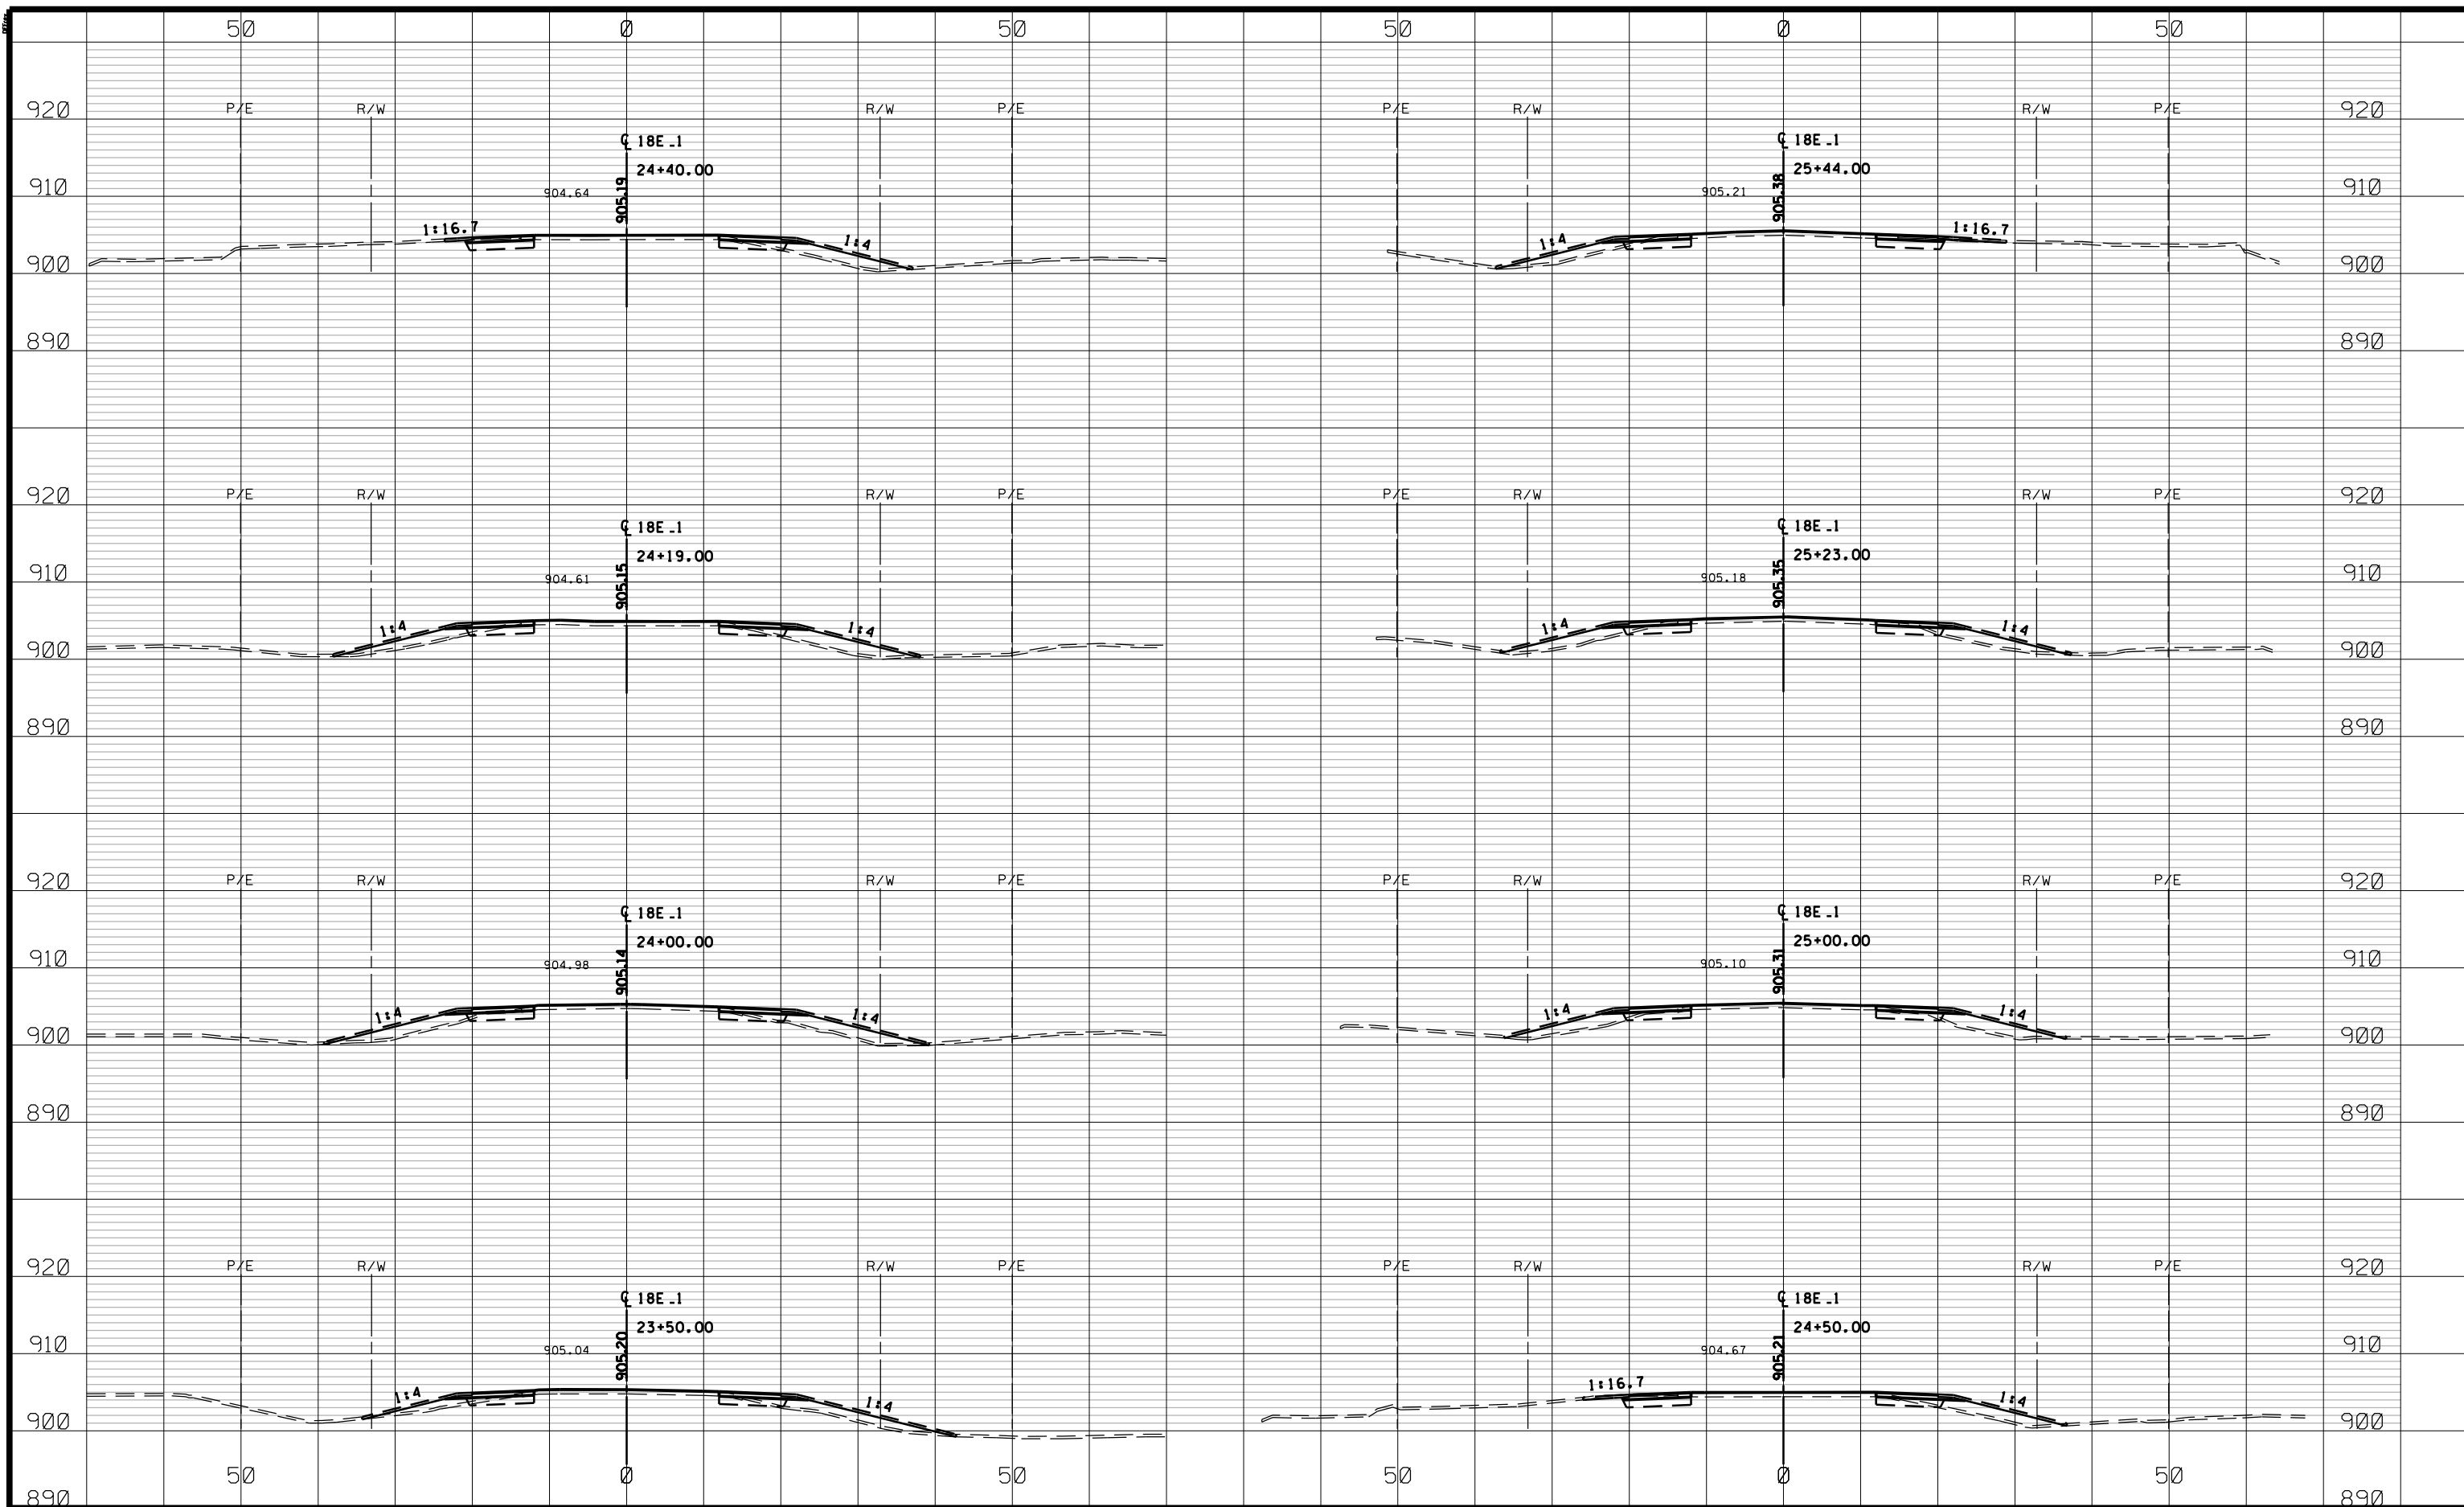 50 0 50 50 0 50
P/E R/W R/W P/E P/E R/W R/W P/E
920 920
℄ 18E_1 ℄ 18E_1
24+40.00 25+44.00
910 904.64 905.19 905.21 905.38 910
1:16.7 1:4 1:4 1:16.7
900 900
890 890
P/E R/W R/W P/E P/E R/W R/W P/E
920 920
℄ 18E_1 ℄ 18E_1
24+19.00 25+23.00
910 904.61 905.15 905.18 905.35 910
1:4 1:4 1:4 1:4
900 900
890 890
P/E R/W R/W P/E P/E R/W R/W P/E
920 920
℄ 18E_1 ℄ 18E_1
24+00.00 25+00.00
910 904.98 905.14 905.10 905.31 910
1:4 1:4 1:4 1:4
900 900
890 890
P/E R/W R/W P/E P/E R/W R/W P/E
920 920
℄ 18E_1 ℄ 18E_1
23+50.00 24+50.00
910 905.04 905.20 904.67 905.21 910
1:4 1:4 1:16.7 1:4
900 900
50 0 50 50 0 50
890 890